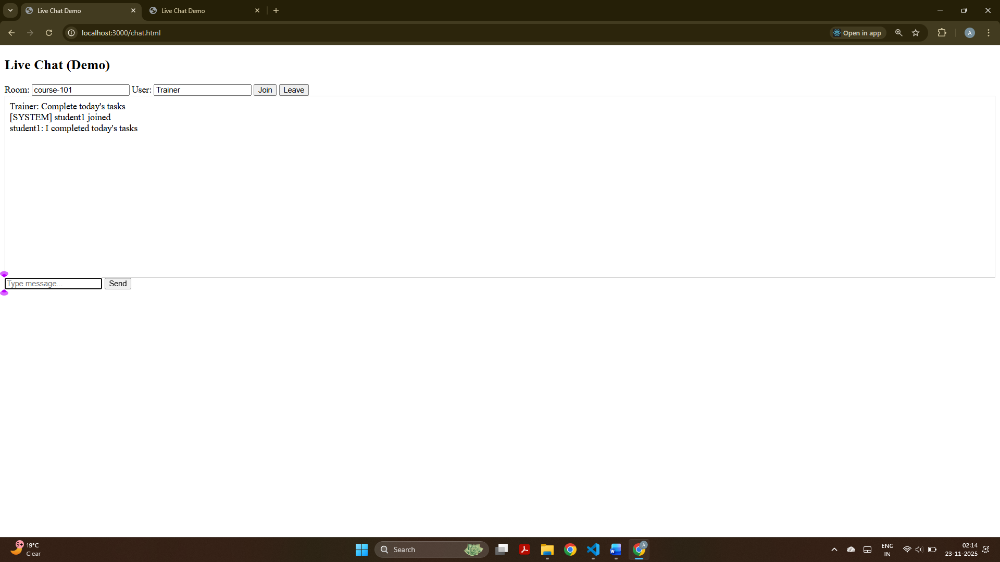 Live Chat Demo
Live Chat Demo
localhost:3000/chat.html
Open in app
A
Live Chat (Demo)
Room: course-101 User: Trainer Join Leave
Trainer: Complete today's tasks
[SYSTEM] student1 joined
student1: I completed today's tasks
Type message... Send
9+
19°C
Clear
Search
W
A
ENG
IN
02:14
23-11-2025